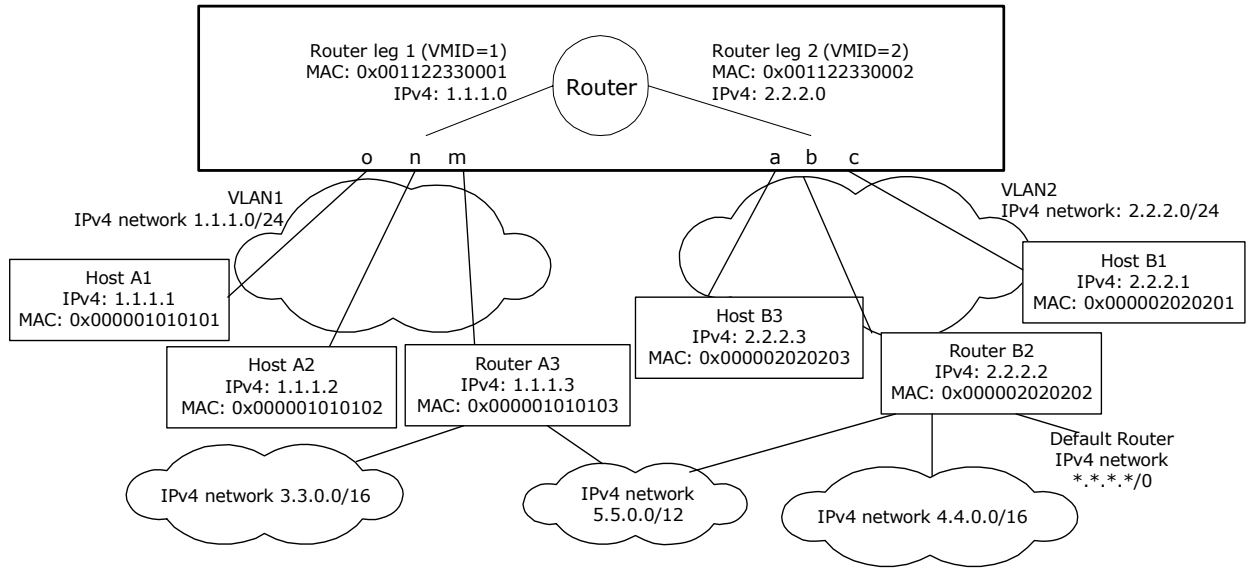 Router leg 1 (VMID=1)
MAC: 0x001122330001
IPv4: 1.1.1.0
Router
Router leg 2 (VMID=2)
MAC: 0x001122330002
IPv4: 2.2.2.0
o n m
a b c
VLAN1
IPv4 network 1.1.1.0/24
VLAN2
IPv4 network: 2.2.2.0/24
Host A1
IPv4: 1.1.1.1
MAC: 0x000001010101
Host B1
IPv4: 2.2.2.1
MAC: 0x000002020201
Host B3
IPv4: 2.2.2.3
MAC: 0x000002020203
Host A2
IPv4: 1.1.1.2
MAC: 0x000001010102
Router A3
IPv4: 1.1.1.3
MAC: 0x000001010103
Router B2
IPv4: 2.2.2.2
MAC: 0x000002020202
Default Router
IPv4 network
*.*.*.*/0
IPv4 network 3.3.0.0/16
IPv4 network
5.5.0.0/12
IPv4 network 4.4.0.0/16